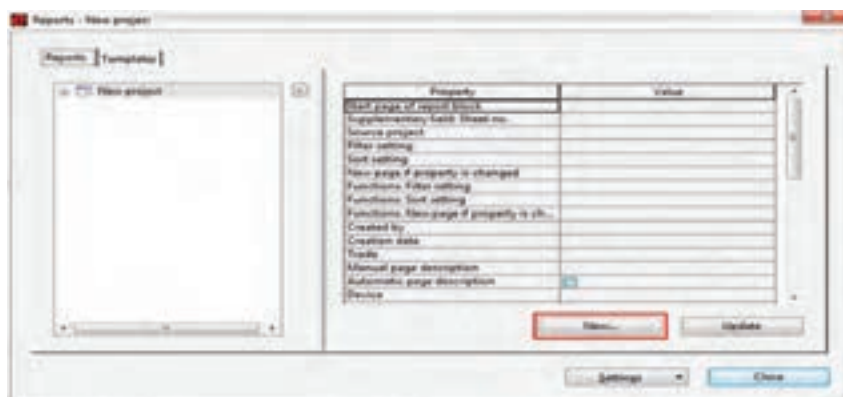 Reports - New project
Reports Templates
New project
Property Value
Start page of report block
Supplementary field: Sheet no.
Source project
Filter setting
Sort setting
New page if property is changed
Functions: Filter setting
Functions: Sort setting
Functions: New page if property is ch...
Created by
Creation date
Trade
Manual page description
Automatic page description
Device
New... Update
Settings Close